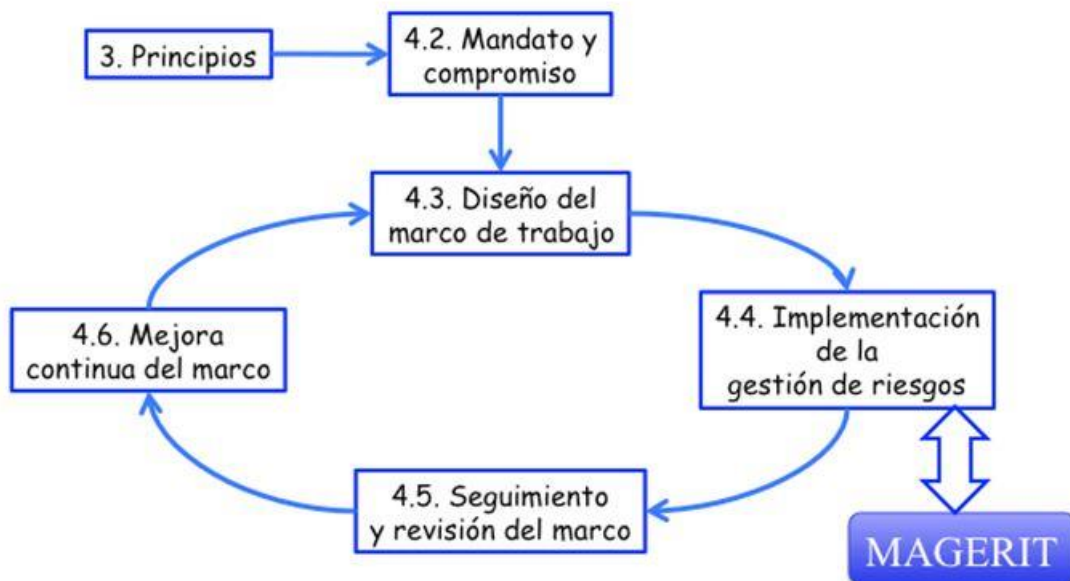 3. Principios
4.2. Mandato y
compromiso
4.3. Diseño del
marco de trabajo
4.6. Mejora
continua del marco
4.4. Implementación
de la
gestión de riesgos
4.5. Seguimiento
y revisión del marco
MAGERIT